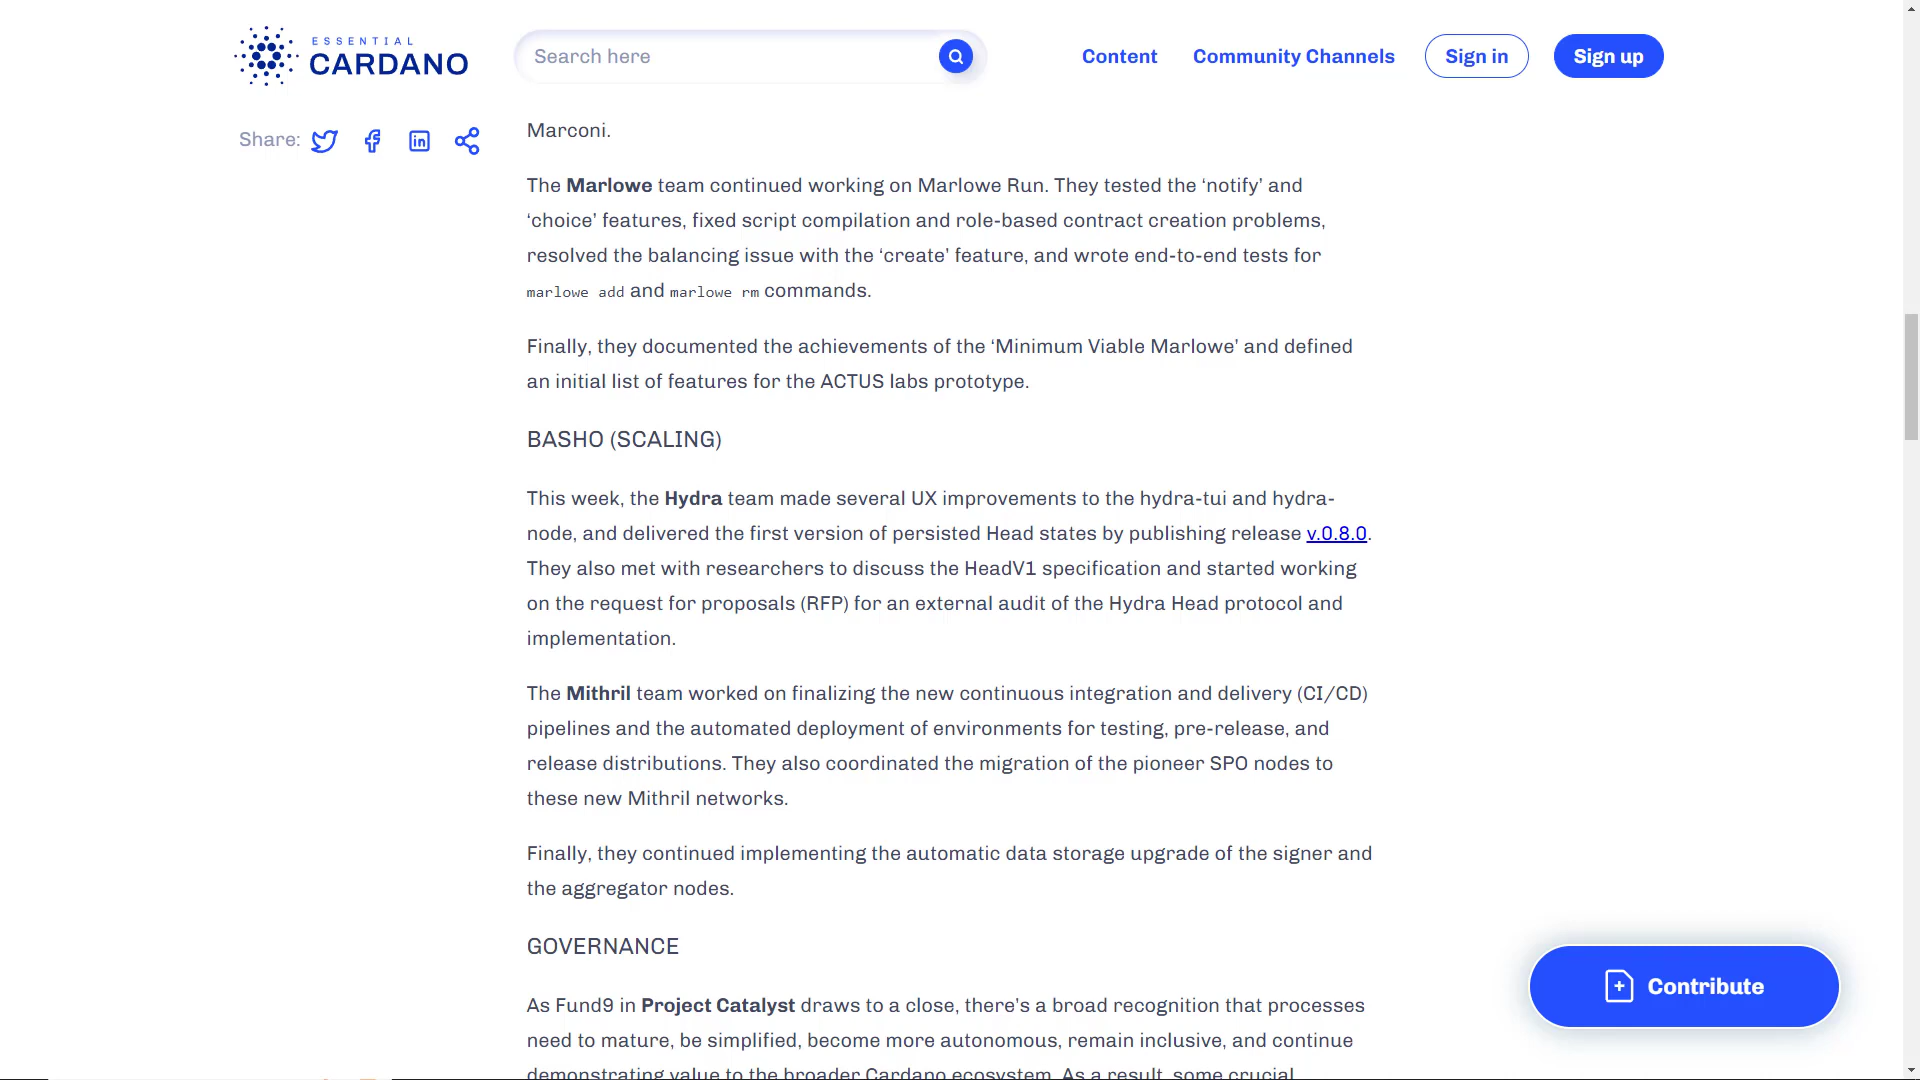 ESSENTIAL
CARDANO
Search here
Content
Community Channels
Sign in
Sign up
Share:
Marconi.
The Marlowe team continued working on Marlowe Run. They tested the ‘notify’ and
‘choice’ features, fixed script compilation and role-based contract creation problems,
resolved the balancing issue with the ‘create’ feature, and wrote end-to-end tests for
marlowe add and marlowe rm commands.
Finally, they documented the achievements of the ‘Minimum Viable Marlowe’ and defined
an initial list of features for the ACTUS labs prototype.
BASHO (SCALING)
This week, the Hydra team made several UX improvements to the hydra-tui and hydra-
node, and delivered the first version of persisted Head states by publishing release v.0.8.0.
They also met with researchers to discuss the HeadV1 specification and started working
on the request for proposals (RFP) for an external audit of the Hydra Head protocol and
implementation.
The Mithril team worked on finalizing the new continuous integration and delivery (CI/CD)
pipelines and the automated deployment of environments for testing, pre-release, and
release distributions. They also coordinated the migration of the pioneer SPO nodes to
these new Mithril networks.
Finally, they continued implementing the automatic data storage upgrade of the signer and
the aggregator nodes.
GOVERNANCE
As Fund9 in Project Catalyst draws to a close, there’s a broad recognition that processes
need to mature, be simplified, become more autonomous, remain inclusive, and continue
demonstrating value to the broader Cardano ecosystem. As a result, some crucial
Contribute